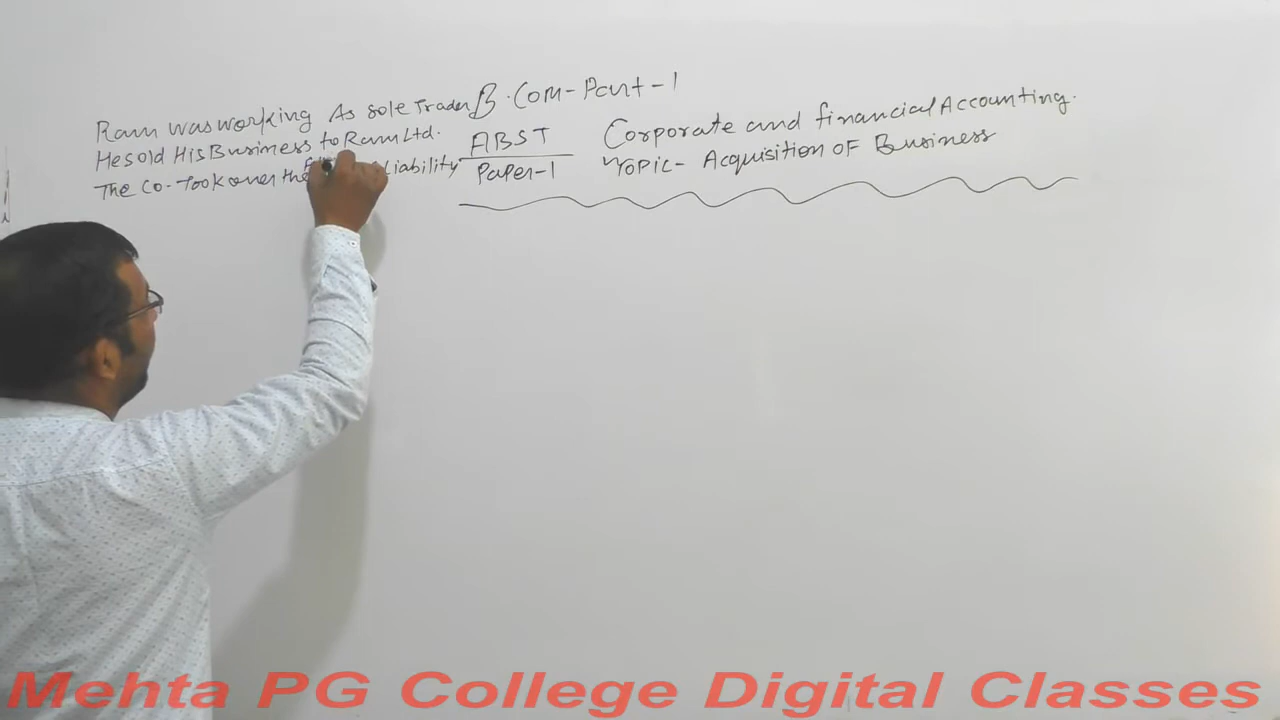 B.Com-Part-1
ABST
Paper-1
Corporate and financial Accounting.
Topic- Acquisition OF Business
Ram was working As sole Trader
He sold His Business to Ram Ltd.
The Co. Took over the Liability
Mehta PG College Digital Classes